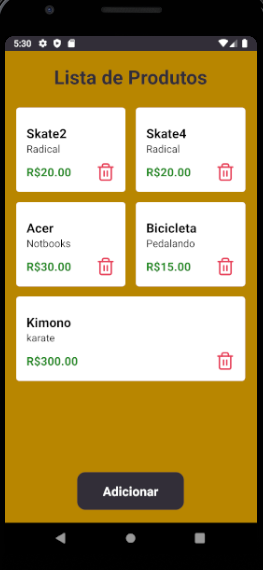 5:30
Lista de Produtos
Skate2
Radical
R$20.00
Skate4
Radical
R$20.00
Acer
Notbooks
R$30.00
Bicicleta
Pedalando
R$15.00
Kimono
karate
R$300.00
Adicionar